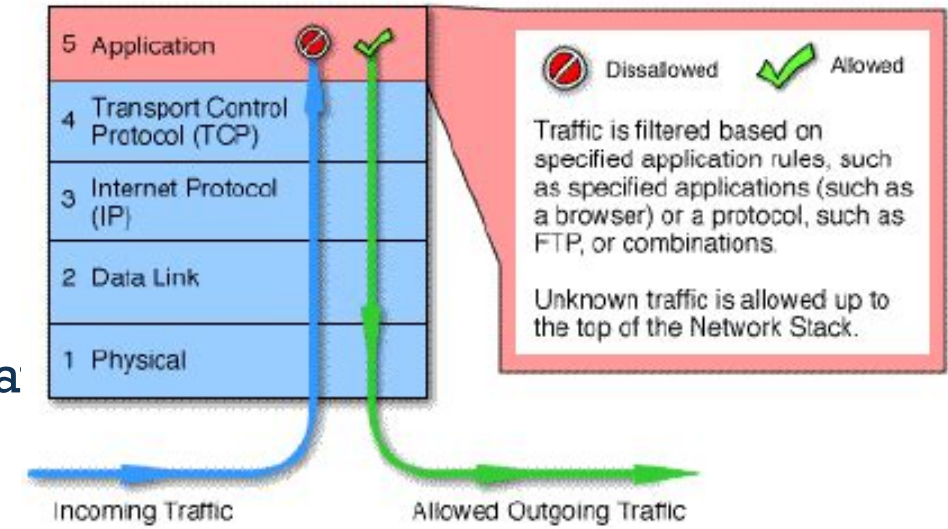 5 Application
4 Transport Control
Protocol (TCP)
3 Internet Protocol
(IP)
2 Data Link
1 Physical
a
Incoming Traffic
Allowed Outgoing Traffic
Dissallowed
Allowed
Traffic is filtered based on
specified application rules, such
as specified applications (such as
a browser) or a protocol, such as
FTP, or combinations.
Unknown traffic is allowed up to
the top of the Network Stack.